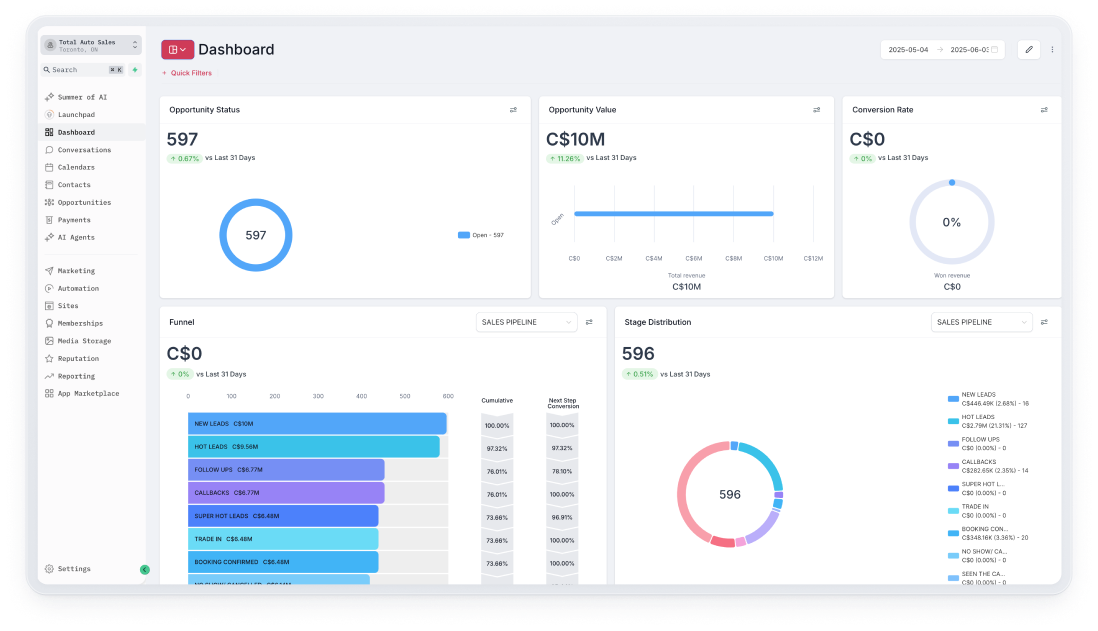 Total Auto Sales
Toronto, ON
Search
⌘ K
Summer of AI
Launchpad
Dashboard
Conversations
Calendars
Contacts
Opportunities
Payments
AI Agents
Marketing
Automation
Sites
Memberships
Media Storage
Reputation
Reporting
App Marketplace
Settings
Dashboard
2025-05-04 → 2025-06-03
+ Quick Filters
Opportunity Status
597
↑ 0.67% vs Last 31 Days
597
Open - 597
Opportunity Value
C$10M
↑ 11.26% vs Last 31 Days
Open
C$0 C$2M C$4M C$6M C$8M C$10M C$12M
Total revenue
C$10M
Conversion Rate
C$0
↑ 0% vs Last 31 Days
0%
Won revenue
C$0
Funnel
SALES PIPELINE
C$0
↑ 0% vs Last 31 Days
0 100 200 300 400 500 600
Cumulative
Next Step
Conversion
NEW LEADS C$10M 100.00% 100.00%
HOT LEADS C$9.56M 97.32% 97.32%
FOLLOW UPS C$6.77M 76.01% 78.10%
CALLBACKS C$6.77M 76.01% 100.00%
SUPER HOT LEADS C$6.48M 73.66% 96.91%
TRADE IN C$6.48M 73.66% 100.00%
BOOKING CONFIRMED C$6.48M 73.66% 100.00%
Stage Distribution
SALES PIPELINE
596
↑ 0.51% vs Last 31 Days
596
NEW LEADS
C$446.49K (2.68%) - 16
HOT LEADS
C$2.79M (21.31%) - 127
FOLLOW UPS
C$0 (0.00%) - 0
CALLBACKS
C$282.65K (2.35%) - 14
SUPER HOT L...
C$0 (0.00%) - 0
TRADE IN
C$0 (0.00%) - 0
BOOKING CON...
C$348.16K (3.36%) - 20
NO SHOW/ CA...
C$0 (0.00%) - 0
SEEN THE CA...
C$0 (0.00%) - 0